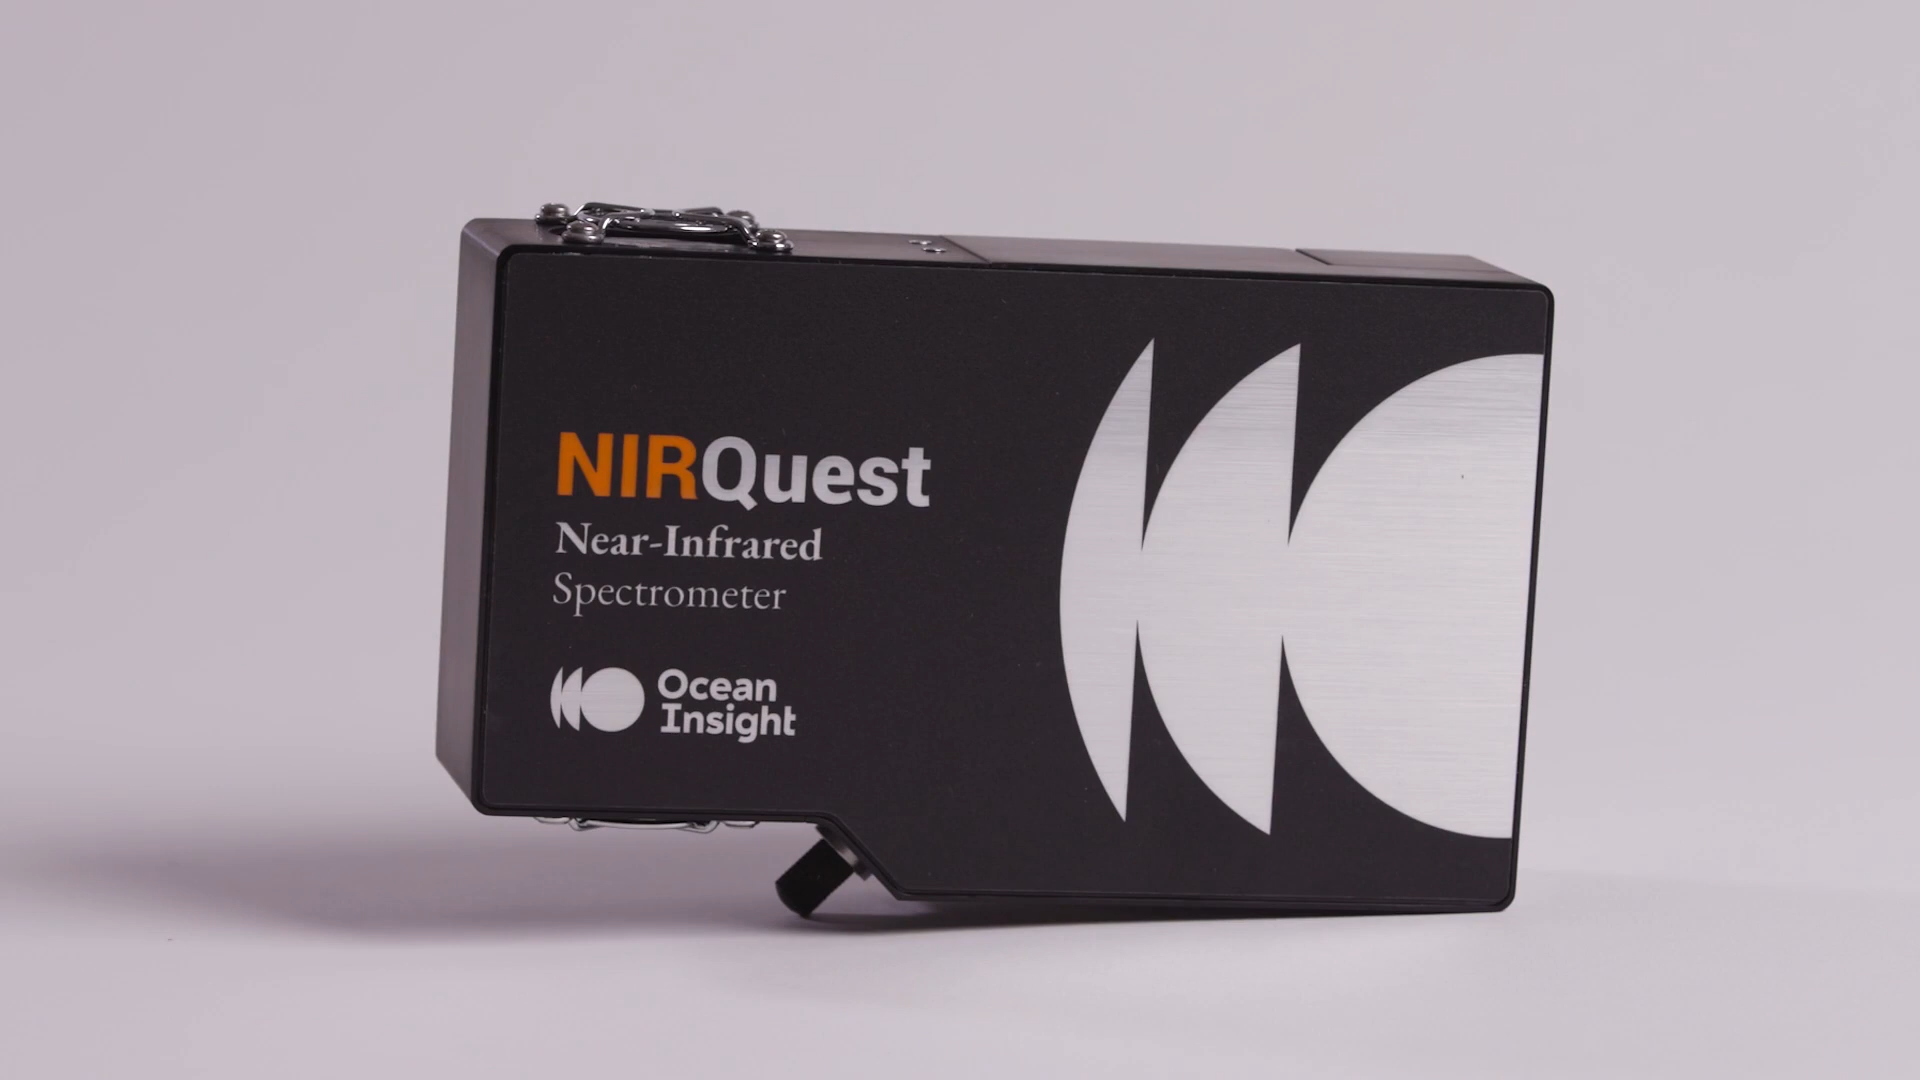 NIRQuest
Near-Infrared
Spectrometer
Ocean
Insight